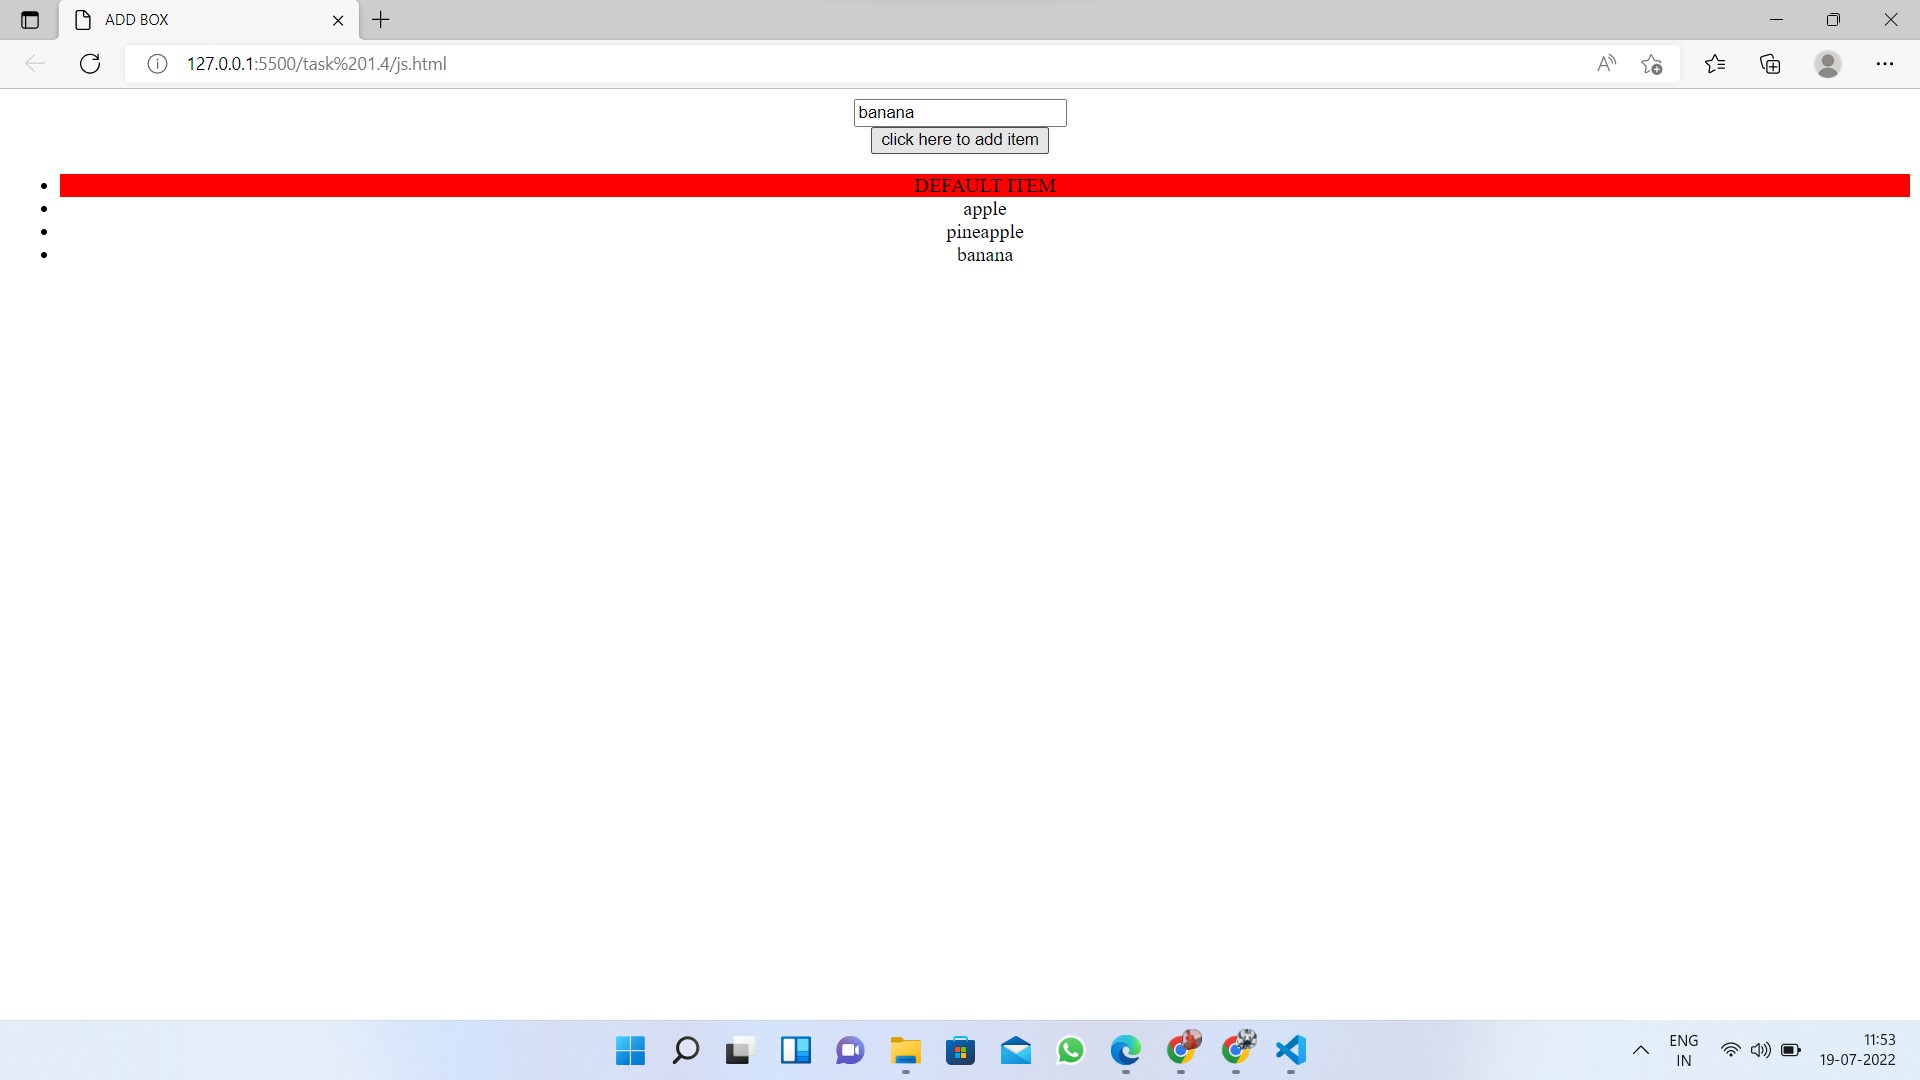 ADD BOX
127.0.0.1:5500/task%201.4/js.html
banana
click here to add item
DEFAULT ITEM
apple
pineapple
banana
ENG
IN
11:53
19-07-2022